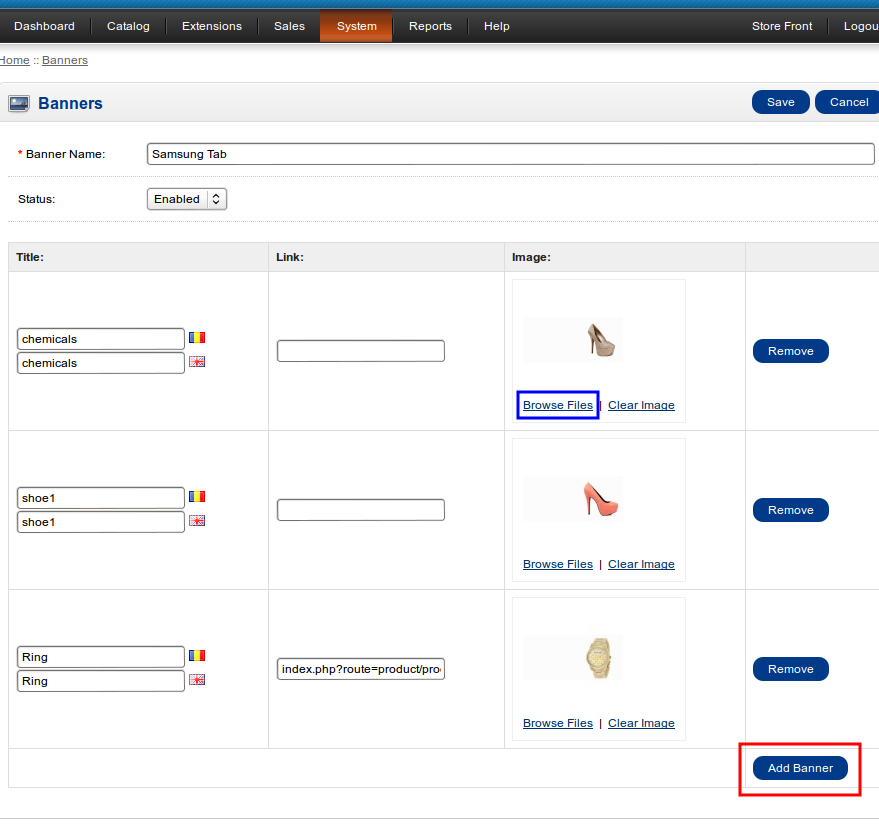 Dashboard Catalog Extensions Sales System Reports Help Store Front Logou
Home :: Banners
Banners Save Cancel
* Banner Name: Samsung Tab
Status: Enabled
Title: Link: Image:
chemicals
chemicals
Remove
Browse Files | Clear Image
shoe1
shoe1
Remove
Browse Files | Clear Image
Ring
Ring
index.php?route=product/pro
Remove
Browse Files | Clear Image
Add Banner